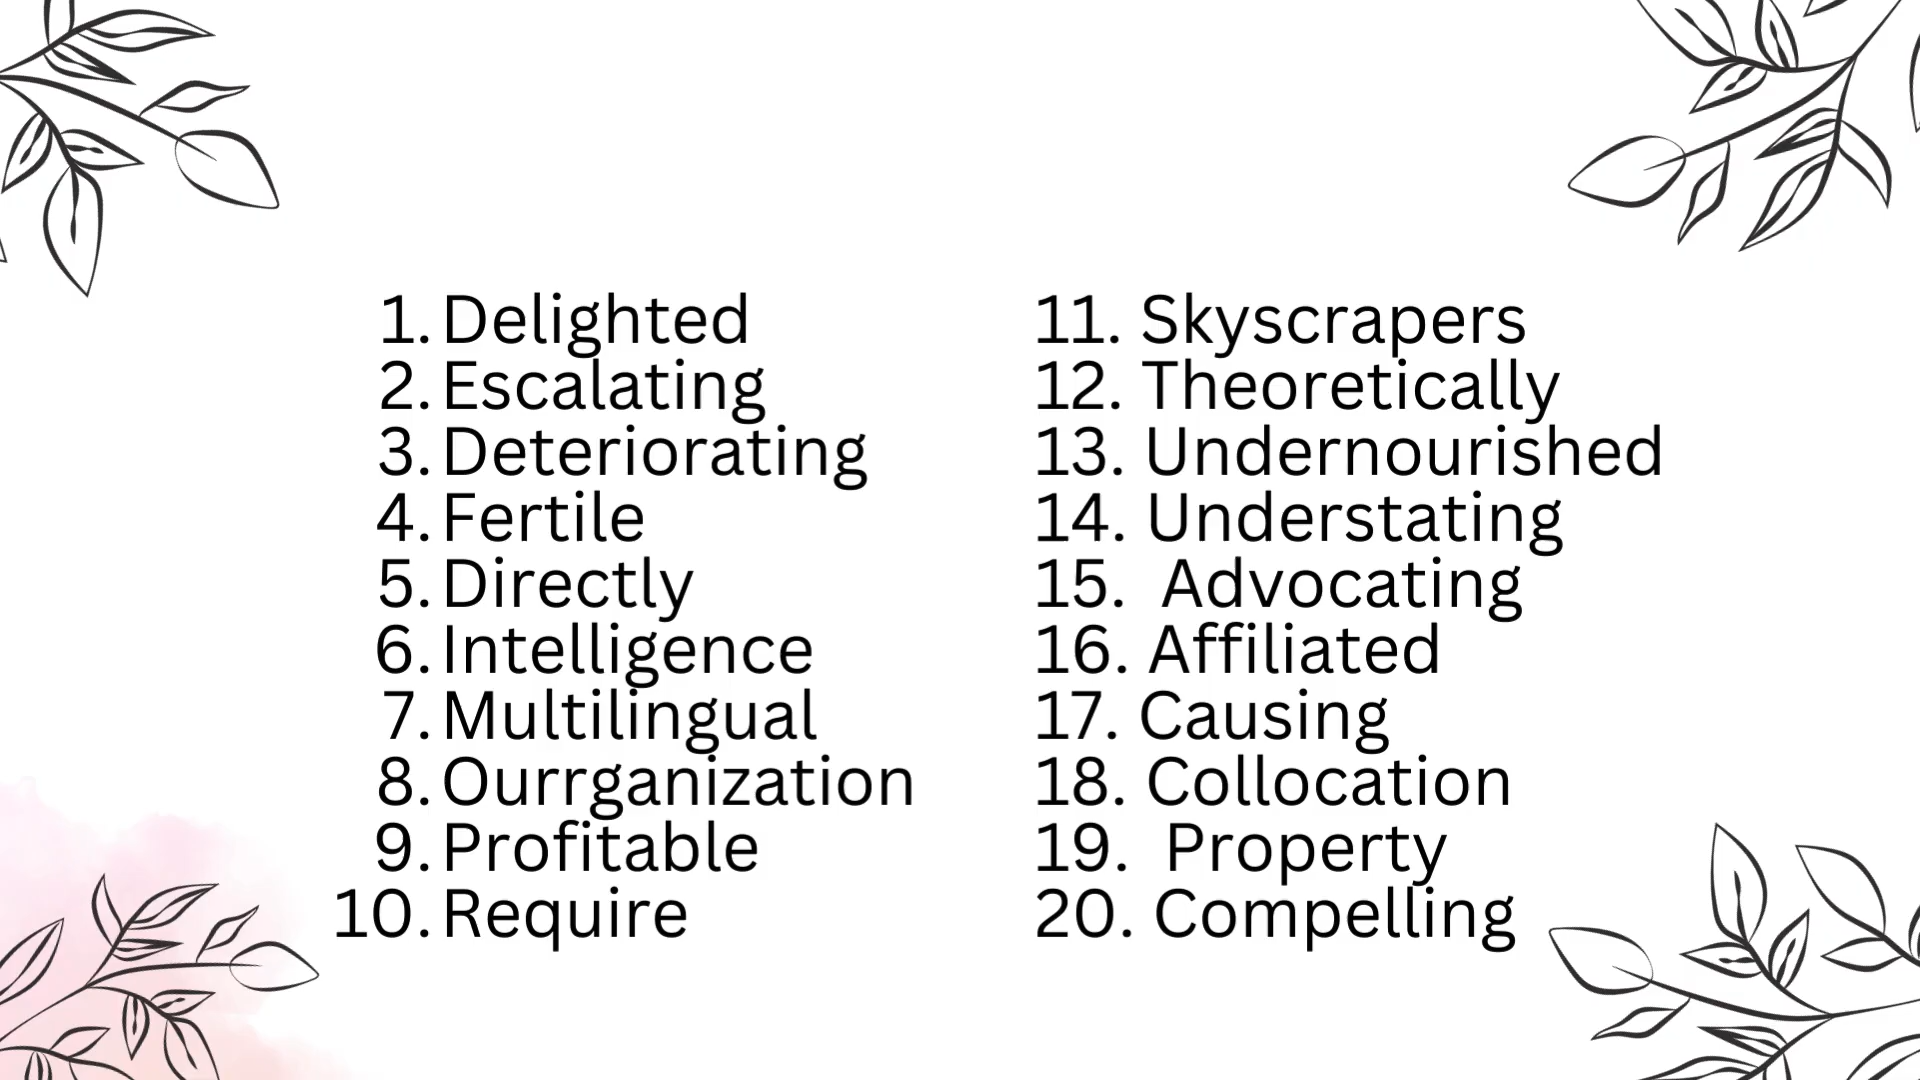 1. Delighted
2. Escalating
3. Deteriorating
4. Fertile
5. Directly
6. Intelligence
7. Multilingual
8. Ourrganization
9. Profitable
10. Require
11. Skyscrapers
12. Theoretically
13. Undernourished
14. Understating
15. Advocating
16. Affiliated
17. Causing
18. Collocation
19. Property
20. Compelling